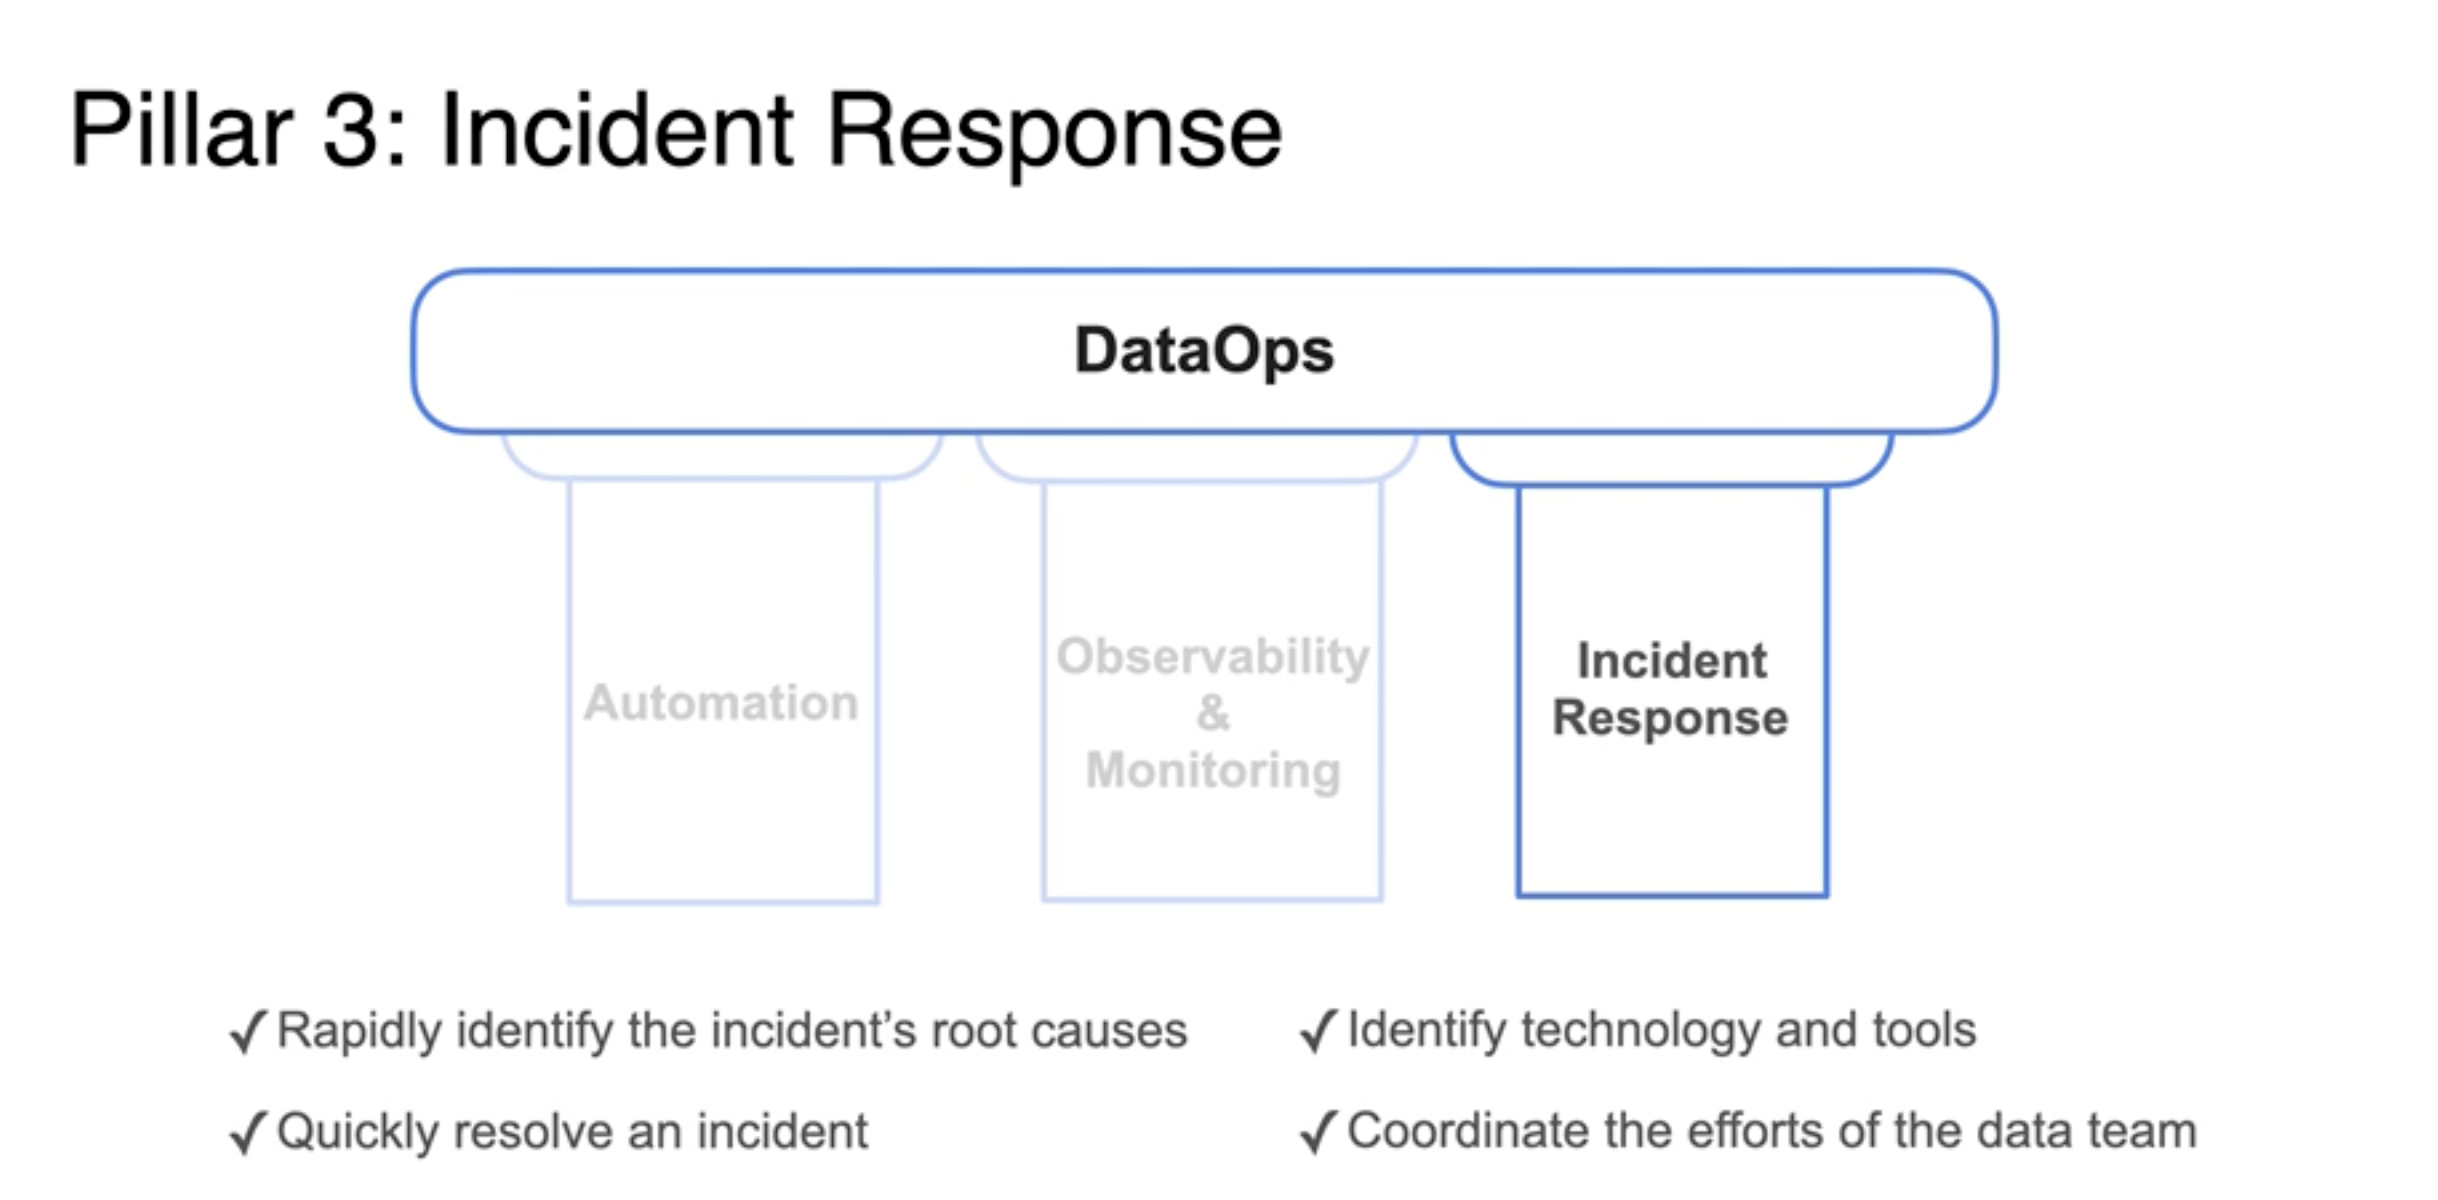 Pillar 3: Incident Response
DataOps
Automation
Observability
&
Monitoring
Incident
Response
✓Rapidly identify the incident’s root causes
✓Quickly resolve an incident
✓Identify technology and tools
✓Coordinate the efforts of the data team